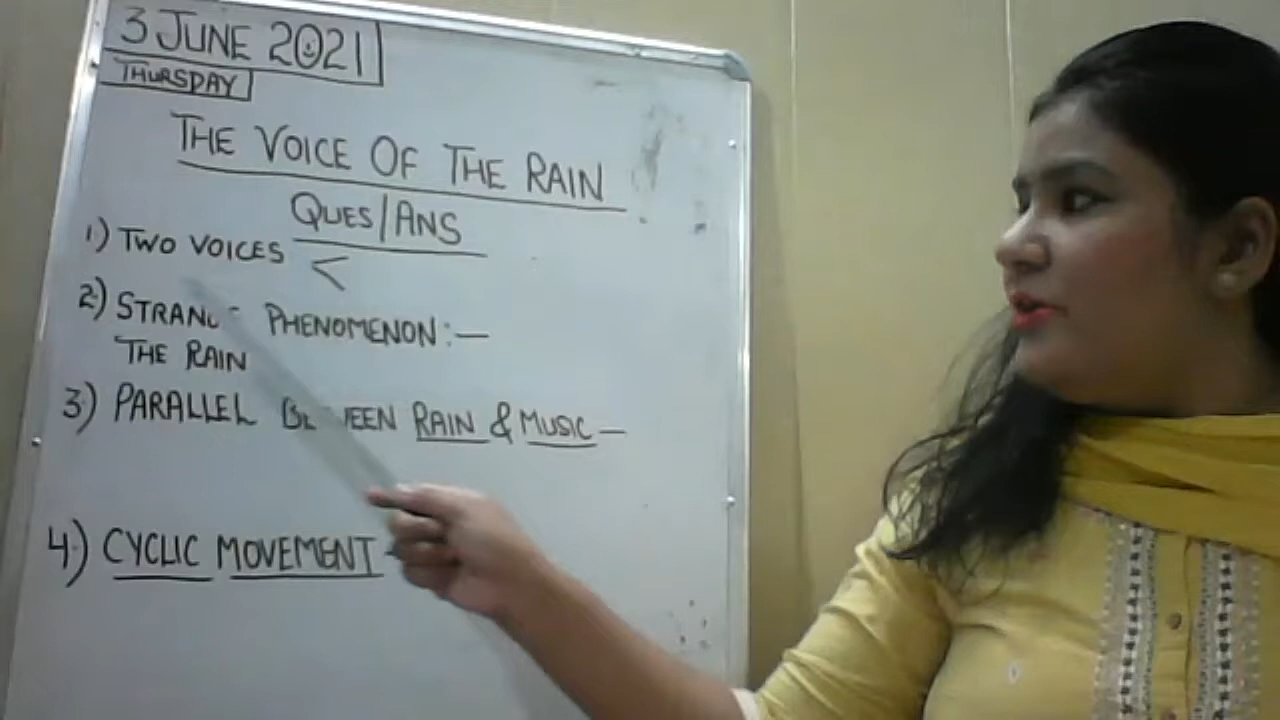 3 JUNE 2021
THURSDAY
THE VOICE OF THE RAIN
QUES/ANS
1) TWO VOICES <
2) PHENOMENON:—
THE RAIN
3) PARALLEL RAIN & MUSIC —
4) CYCLIC MOVEMENT